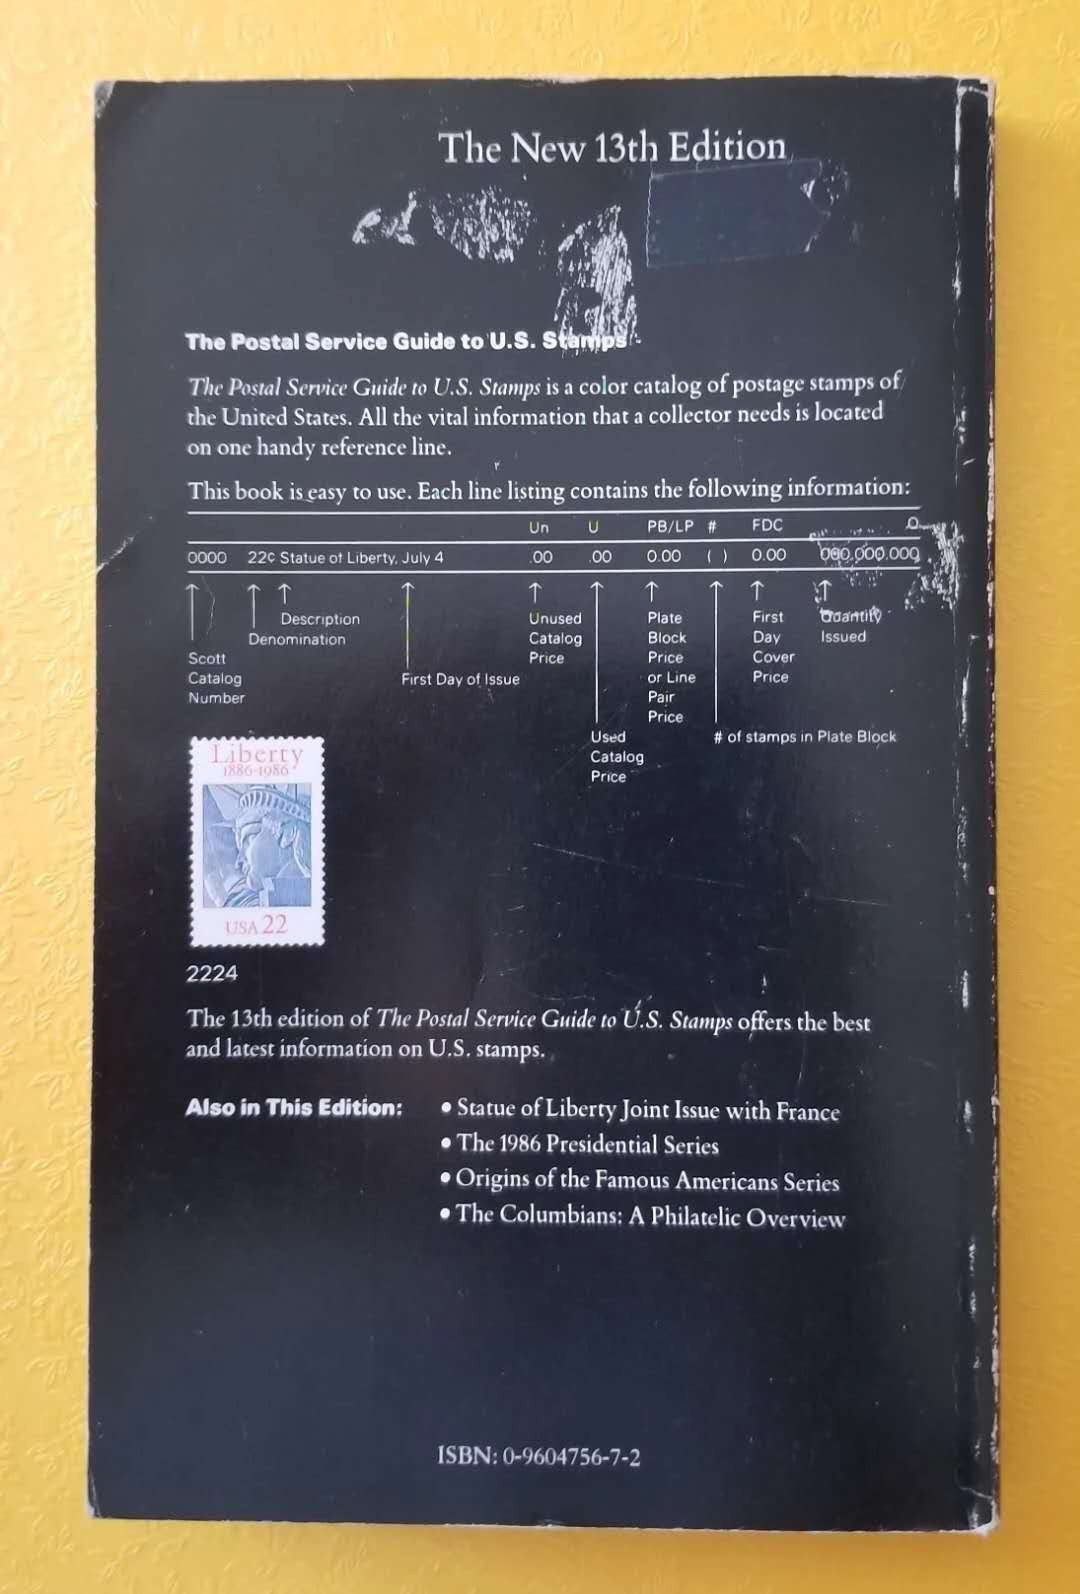 The New 13th Edition
The Postal Service Guide to U.S. Stamps
The Postal Service Guide to U.S. Stamps is a color catalog of postage stamps of
the United States. All the vital information that a collector needs is located
on one handy reference line.
This book is easy to use. Each line listing contains the following information:
Un U PB/LP # FDC Q
0000 22¢ Statue of Liberty, July 4 .00 .00 0.00 ( ) 0.00 000,000,000
Description
Denomination
Scott
Catalog
Number
First Day of Issue
Unused
Catalog
Price
Used
Catalog
Price
Plate
Block
Price
or Line
Pair
Price
# of stamps in Plate Block
First
Day
Cover
Price
Quantity
Issued
Liberty
1886-1986
USA 22
2224
The 13th edition of The Postal Service Guide to U.S. Stamps offers the best
and latest information on U.S. stamps.
Also in This Edition:
• Statue of Liberty Joint Issue with France
• The 1986 Presidential Series
• Origins of the Famous Americans Series
• The Columbians: A Philatelic Overview
ISBN: 0-9604756-7-2